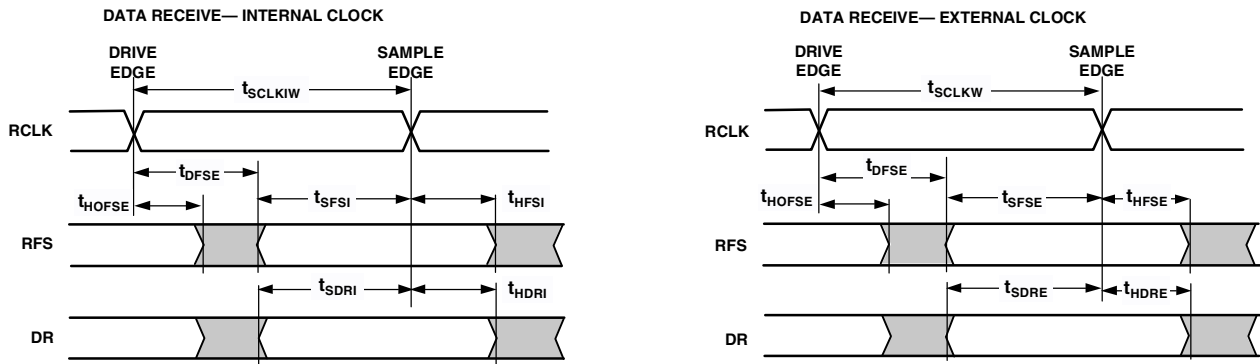 DATA RECEIVE— INTERNAL CLOCK
DRIVE
EDGE
SAMPLE
EDGE
tSCLKIW
RCLK
tDFSE
tHOFSE
tSFSI
tHFSI
RFS
tSDRI
tHDRI
DR
DATA RECEIVE— EXTERNAL CLOCK
DRIVE
EDGE
SAMPLE
EDGE
tSCLKW
RCLK
tDFSE
tHOFSE
tSFSE
tHFSE
RFS
tSDRE
tHDRE
DR